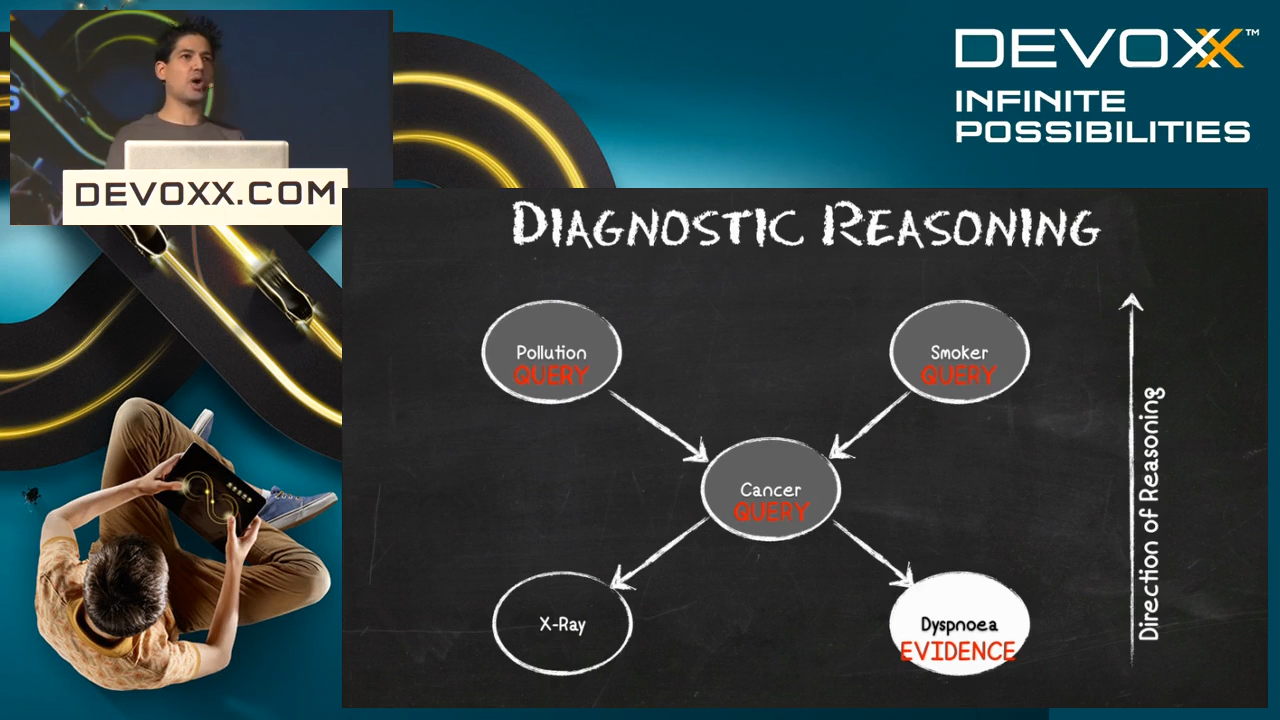 DEVOXX™
INFINITE
POSSIBILITIES
DEVOXX.COM
DIAGNOSTIC REASONING
Pollution
QUERY
Smoker
QUERY
Cancer
QUERY
X-Ray
Dyspnoea
EVIDENCE
Direction of Reasoning